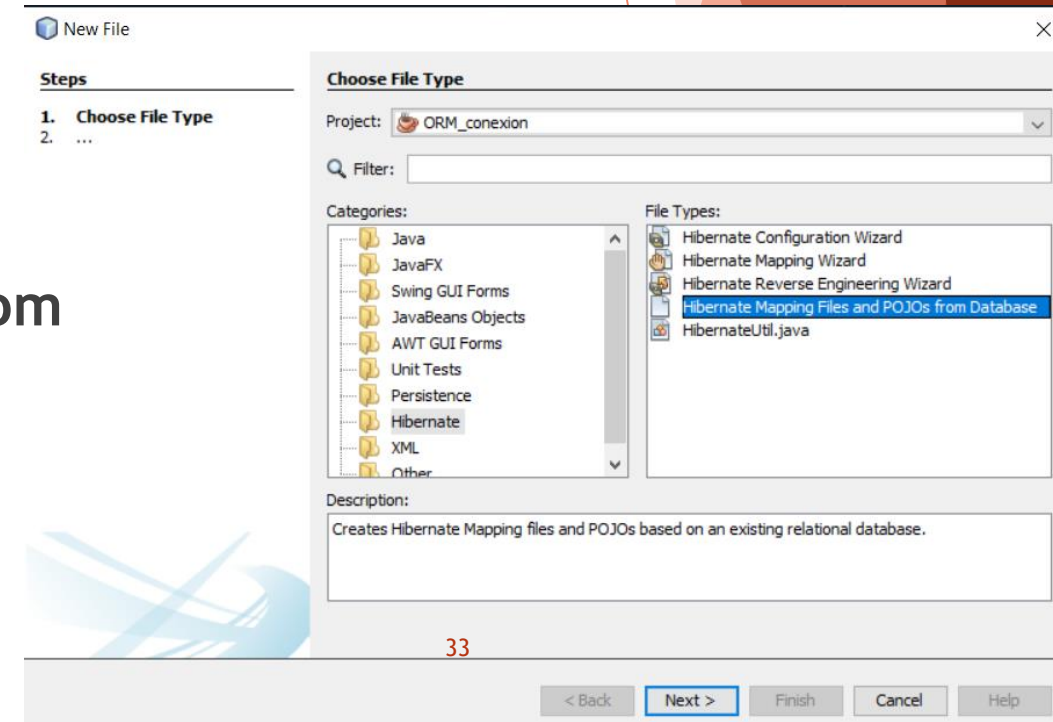 New File
Steps
1. Choose File Type
2. ...
om
Choose File Type
Project: ORM_conexion
Filter:
Categories:
Java
JavaFX
Swing GUI Forms
JavaBeans Objects
AWT GUI Forms
Unit Tests
Persistence
Hibernate
XML
Other
File Types:
Hibernate Configuration Wizard
Hibernate Mapping Wizard
Hibernate Reverse Engineering Wizard
Hibernate Mapping Files and POJOs from Database
HibernateUtil.java
Description:
Creates Hibernate Mapping files and POJOs based on an existing relational database.
33
< Back Next > Finish Cancel Help